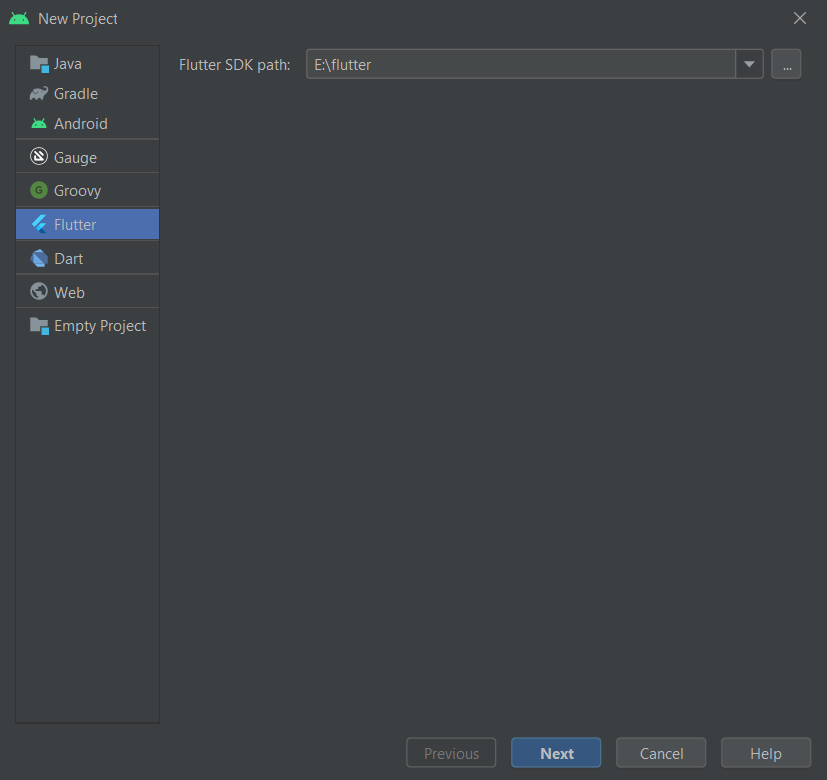 New Project
Java
Gradle
Android
Gauge
Groovy
Flutter
Dart
Web
Empty Project
Flutter SDK path: E:\flutter ...
Previous Next Cancel Help